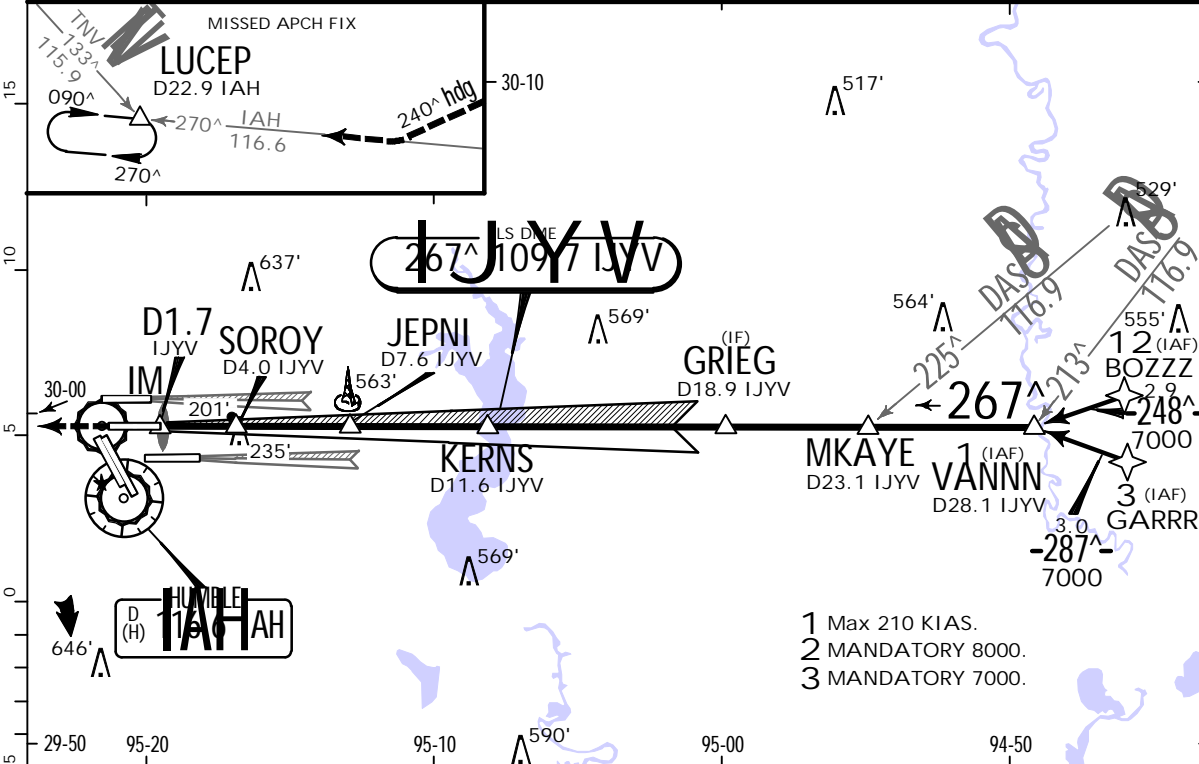 MISSED APCH FIX
TNV
133^
115.9
LUCEP
D22.9 IAH
090^
270^
270^
IAH
116.6
240^ hdg
30-10
15
517'
529'
DAS
116.9
DAS
116.9
10
637'
LS DME
267^ 109.7 IJYV
I J Y V
564'
555'
225^
213^
D1.7
IJYV
SOROY
D4.0 IJYV
JEPNI
D7.6 IJYV
569'
(IF)
GRIEG
D18.9 IJYV
12 (IAF)
BOZZZ
2.9
248^
7000
30-00
IM
563'
201'
235'
267^
5
KERNS
D11.6 IJYV
MKAYE
D23.1 IJYV
1 (IAF)
VANNN
D28.1 IJYV
3 (IAF)
GARRR
3.0
287^
7000
569'
0
HUMBLE
D
(H)
116.6 IAH
IAH
646'
1 Max 210 KIAS.
2 MANDATORY 8000.
3 MANDATORY 7000.
590'
29-50
95-20
95-10
95-00
94-50
5